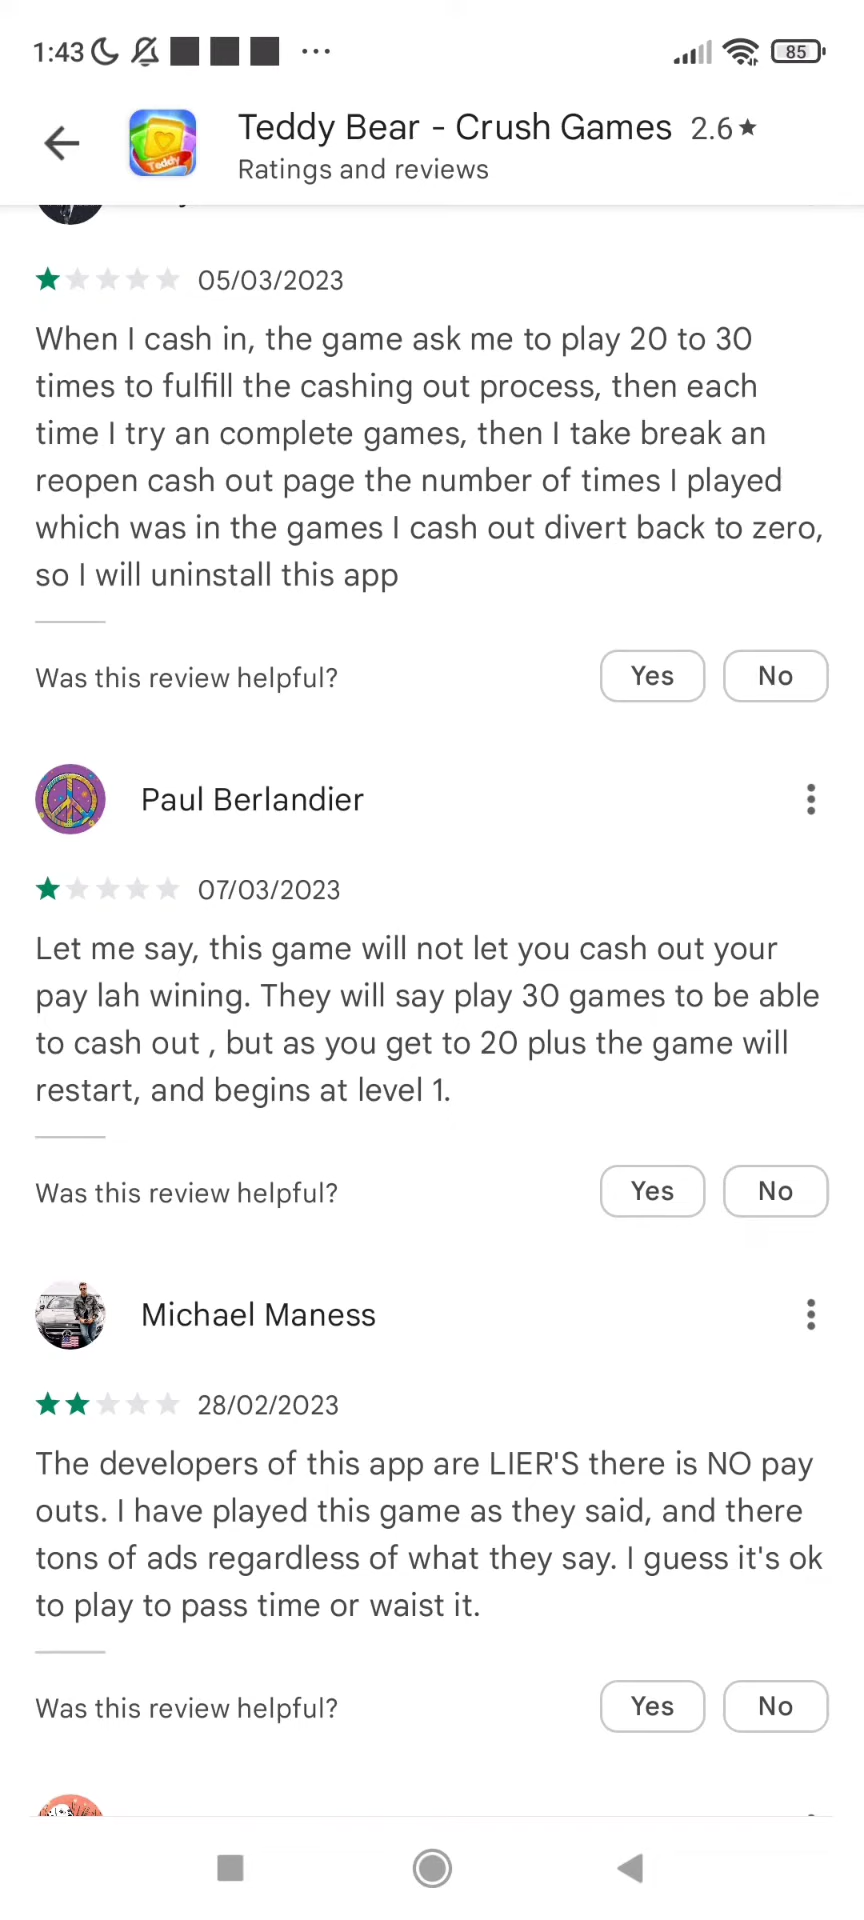 1:43
85
Teddy Bear - Crush Games 2.6★
Teddy
Ratings and reviews
05/03/2023
When I cash in, the game ask me to play 20 to 30
times to fulfill the cashing out process, then each
time I try an complete games, then I take break an
reopen cash out page the number of times I played
which was in the games I cash out divert back to zero,
so I will uninstall this app
Was this review helpful?
Yes
No
Paul Berlandier
07/03/2023
Let me say, this game will not let you cash out your
pay lah wining. They will say play 30 games to be able
to cash out , but as you get to 20 plus the game will
restart, and begins at level 1.
Was this review helpful?
Yes
No
Michael Maness
28/02/2023
The developers of this app are LIER'S there is NO pay
outs. I have played this game as they said, and there
tons of ads regardless of what they say. I guess it's ok
to play to pass time or waist it.
Was this review helpful?
Yes
No